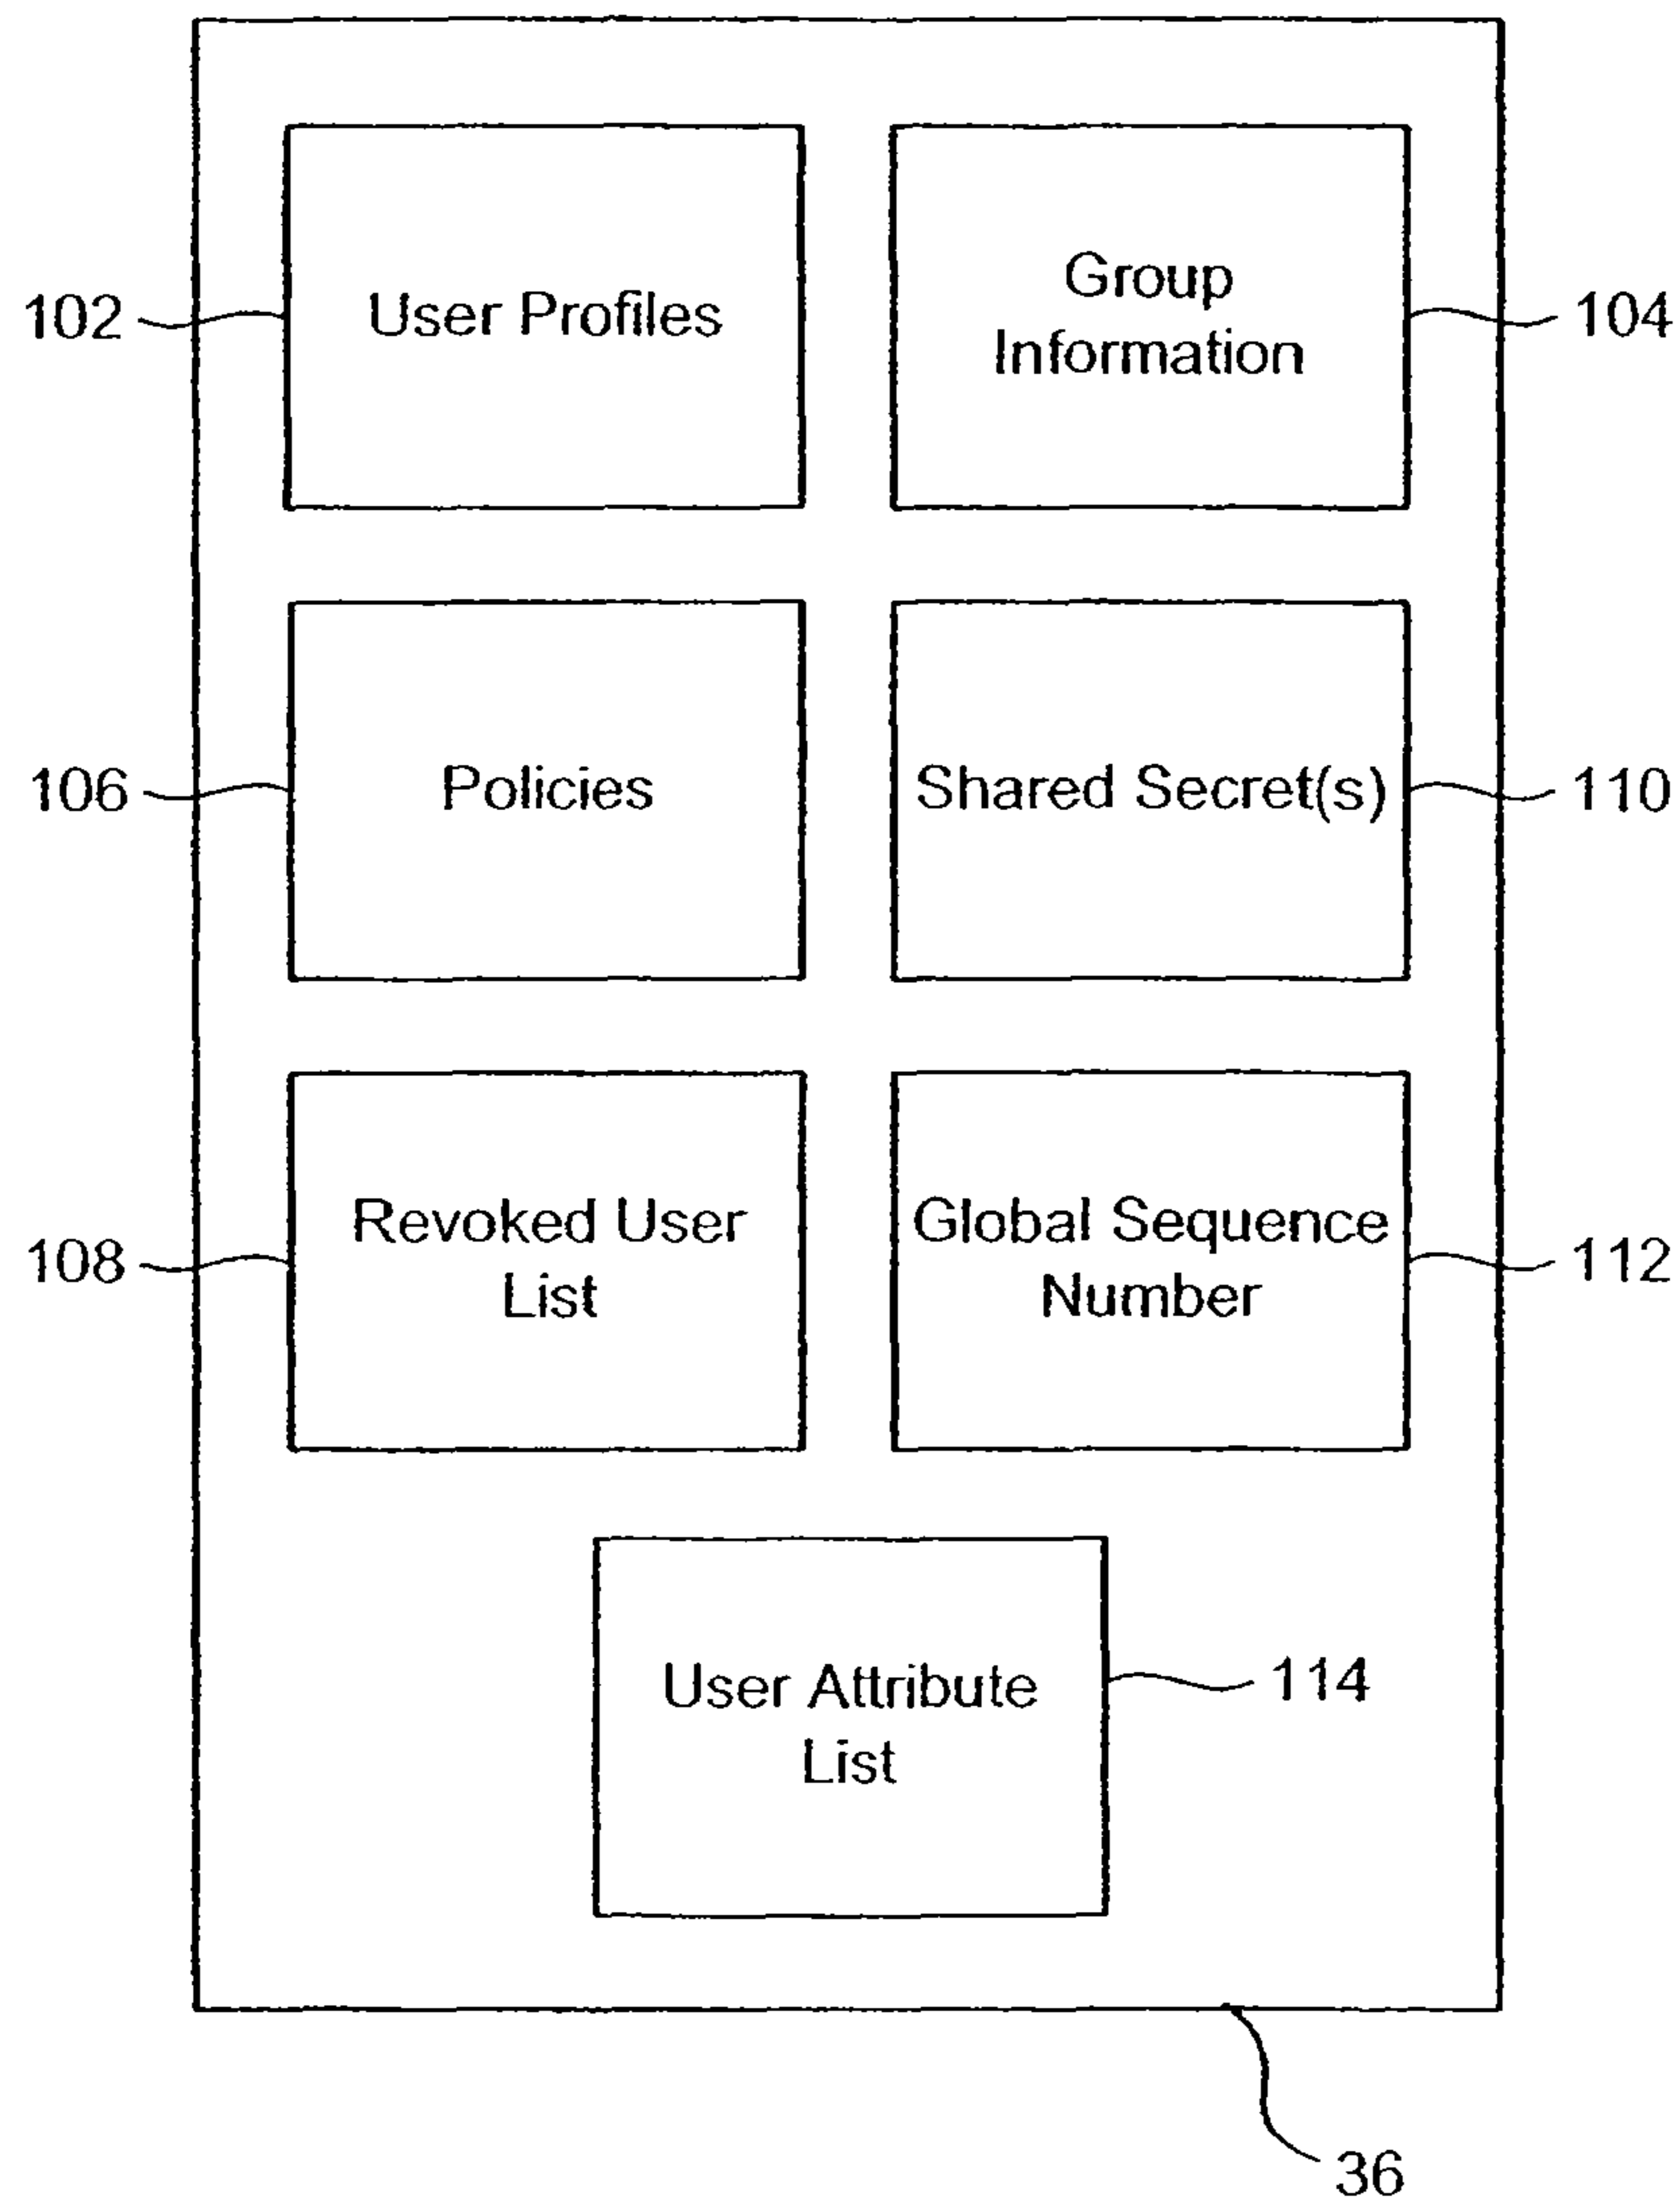 102
User Profiles
Group
Information
104
106
Policies
Shared Secret(s)
110
108
Revoked User
List
Global Sequence
Number
112
User Attribute
List
114
36